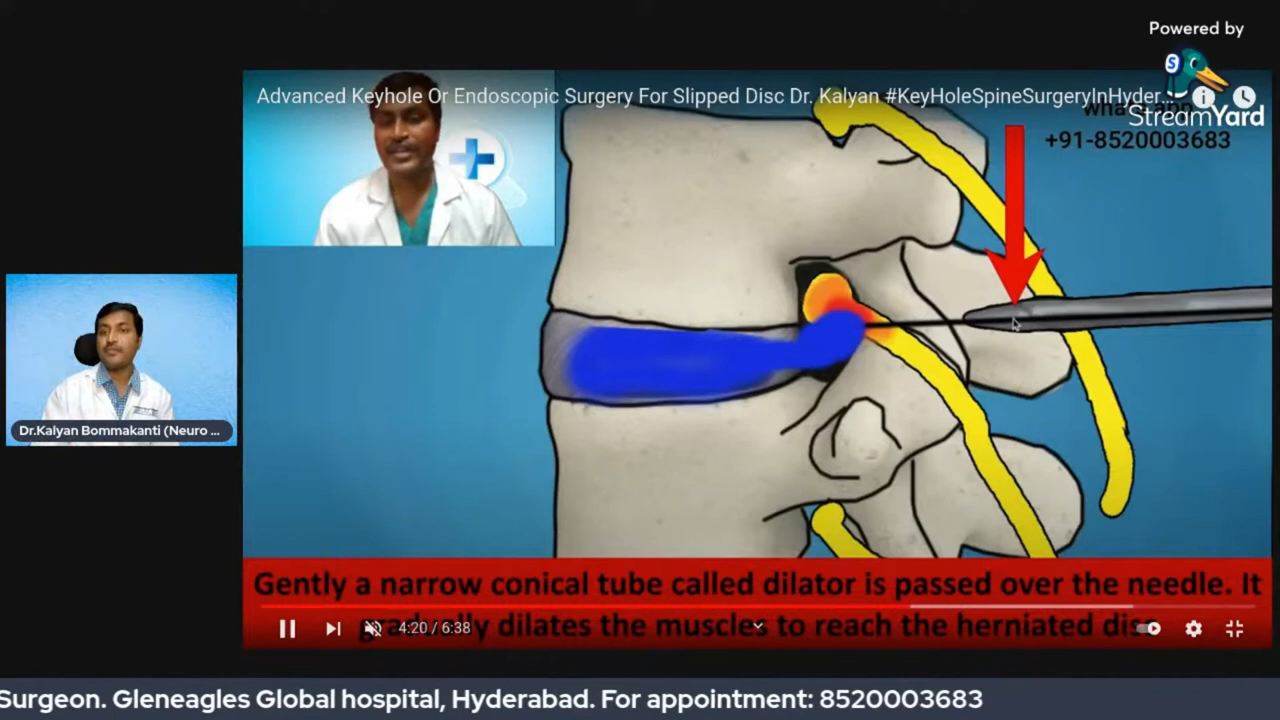 Powered by
StreamYard
Advanced Keyhole Or Endoscopic Surgery For Slipped Disc Dr. Kalyan #KeyHoleSpineSurgeryInHyder...
+91-8520003683
Dr.Kalyan Bommakanti (Neuro ...
Gently a narrow conical tube called dilator is passed over the needle. It
dilates the muscles to reach the herniated
4:20 / 6:38
Surgeon. Gleneagles Global hospital, Hyderabad. For appointment: 8520003683